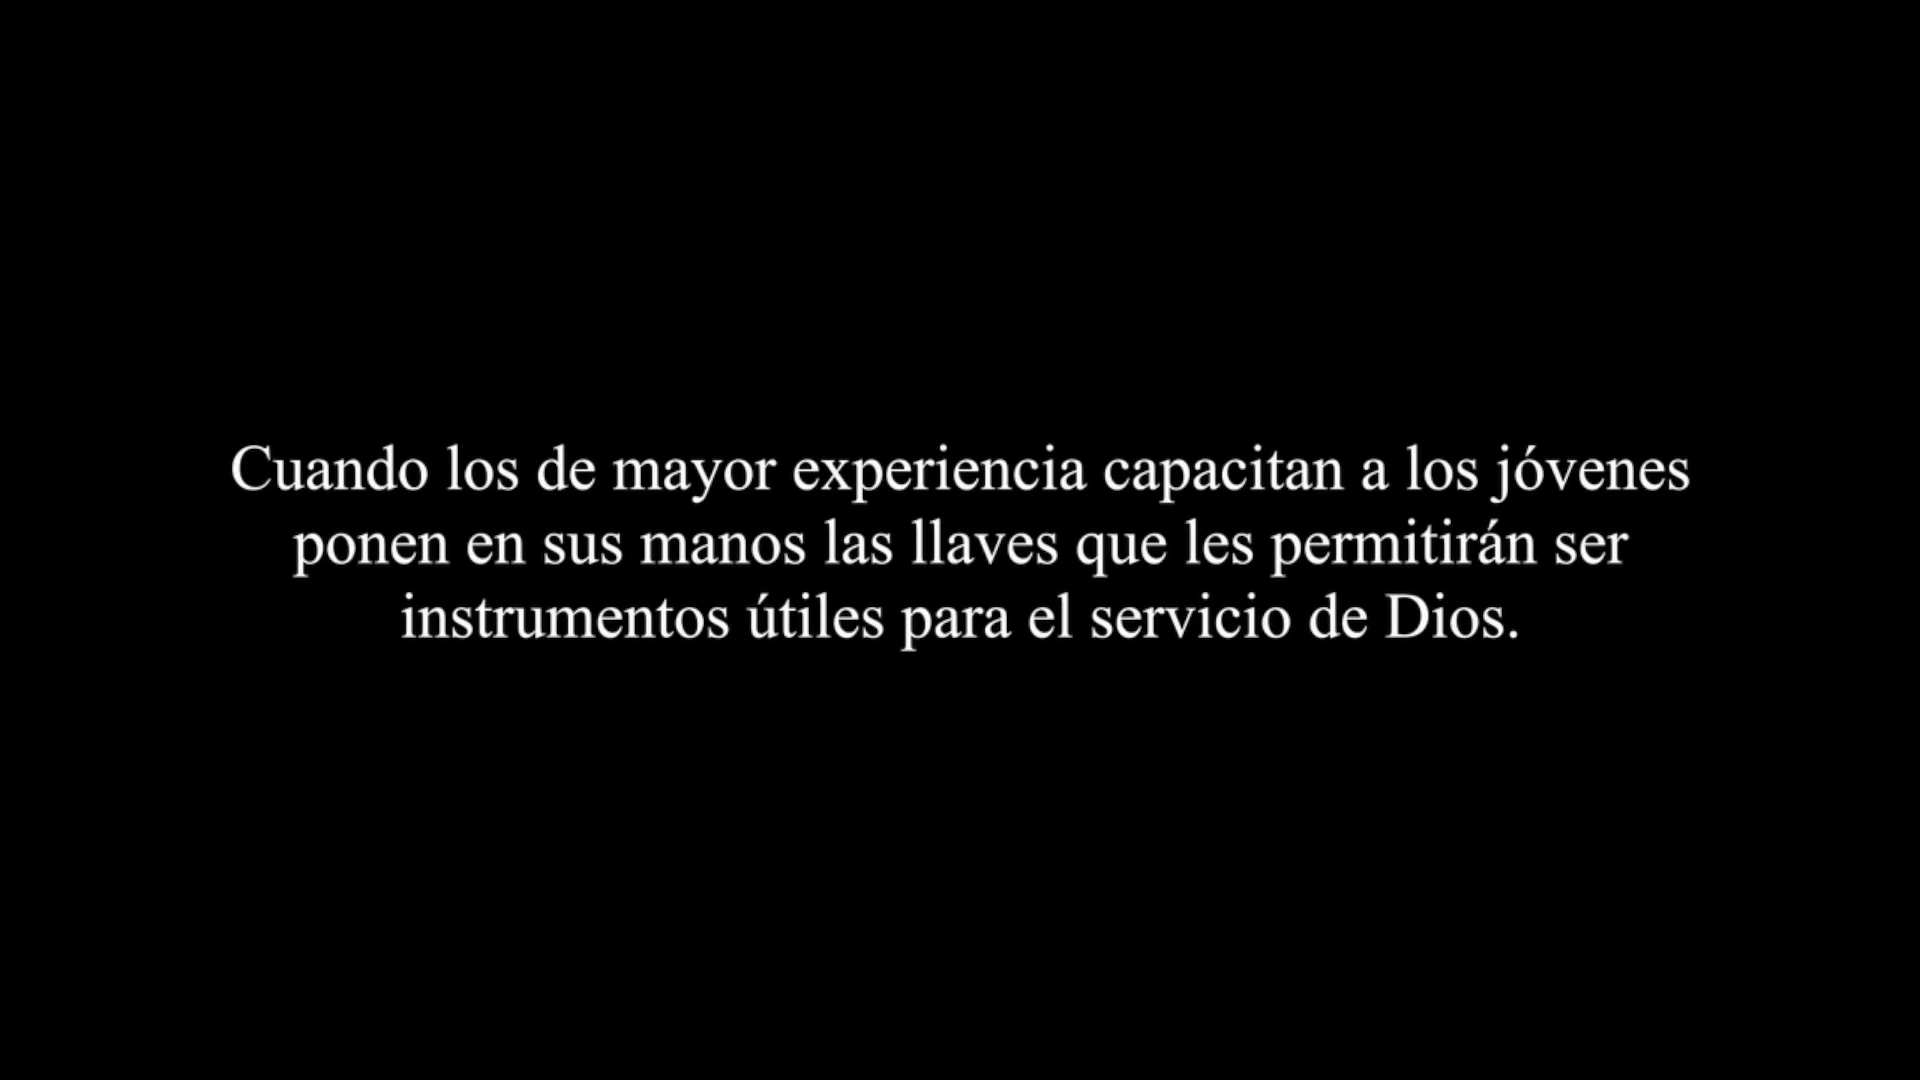 Cuando los de mayor experiencia capacitan a los jóvenes
ponen en sus manos las llaves que les permitirán ser
instrumentos útiles para el servicio de Dios.